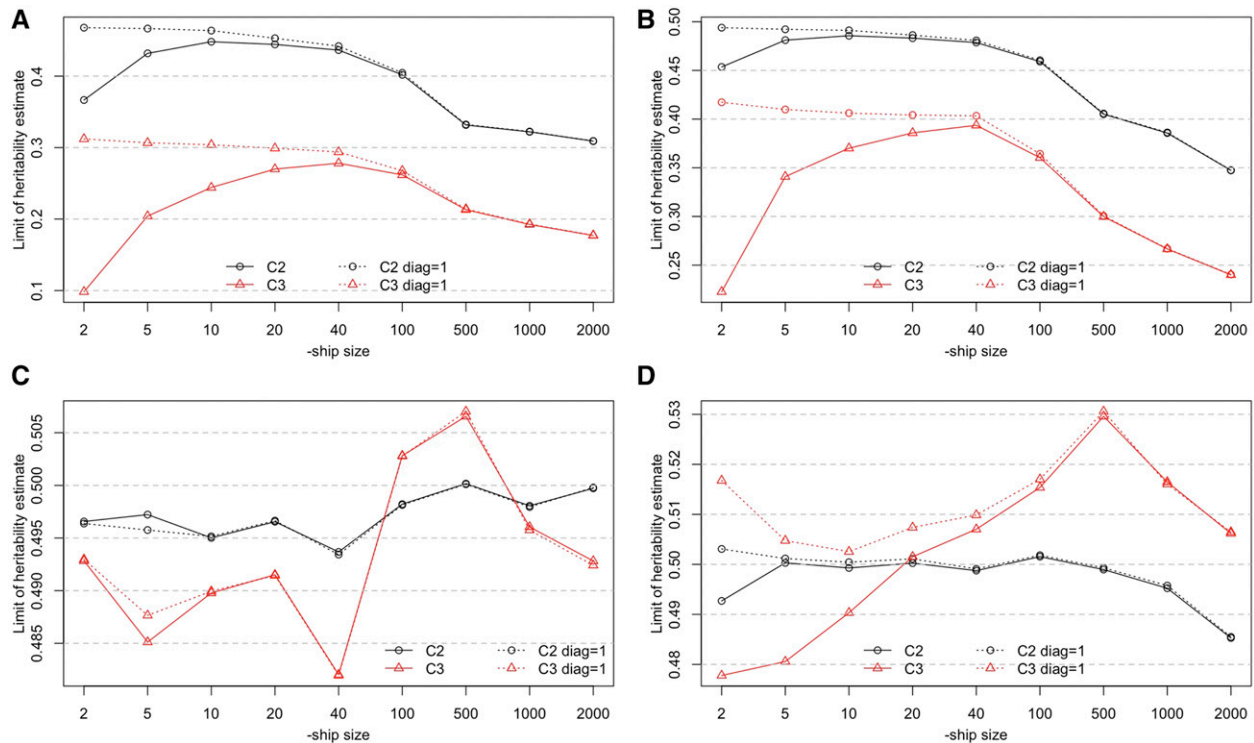 A
Limit of heritability estimate
0.4
0.3
0.2
0.1
C2
C3
C2 diag=1
C3 diag=1
2 5 10 20 40 100 500 1000 2000
-ship size
B
Limit of heritability estimate
0.50
0.45
0.40
0.35
0.30
0.25
C2
C3
C2 diag=1
C3 diag=1
2 5 10 20 40 100 500 1000 2000
-ship size
C
Limit of heritability estimate
0.505
0.500
0.495
0.490
0.485
C2
C3
C2 diag=1
C3 diag=1
2 5 10 20 40 100 500 1000 2000
-ship size
D
Limit of heritability estimate
0.53
0.52
0.51
0.50
0.49
0.48
C2
C3
C2 diag=1
C3 diag=1
2 5 10 20 40 100 500 1000 2000
-ship size